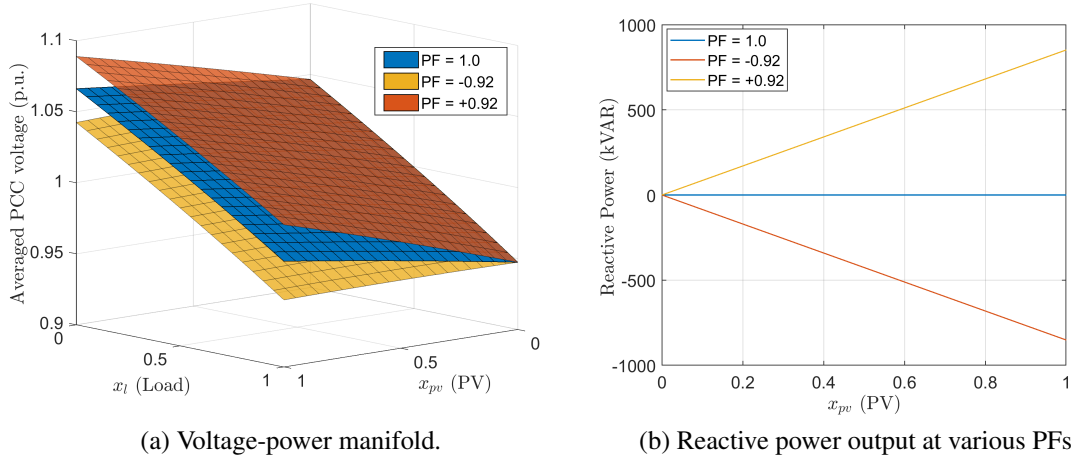 1.1
1.05
1
0.95
0.9
Averaged PCC voltage (p.u.)
0
0.5
1
x_l (Load)
1
0.5
0
x_pv (PV)
PF = 1.0
PF = -0.92
PF = +0.92
(a) Voltage-power manifold.
1000
500
0
-500
-1000
Reactive Power (kVAR)
PF = 1.0
PF = -0.92
PF = +0.92
0
0.2
0.4
0.6
0.8
1
x_pv (PV)
(b) Reactive power output at various PFs